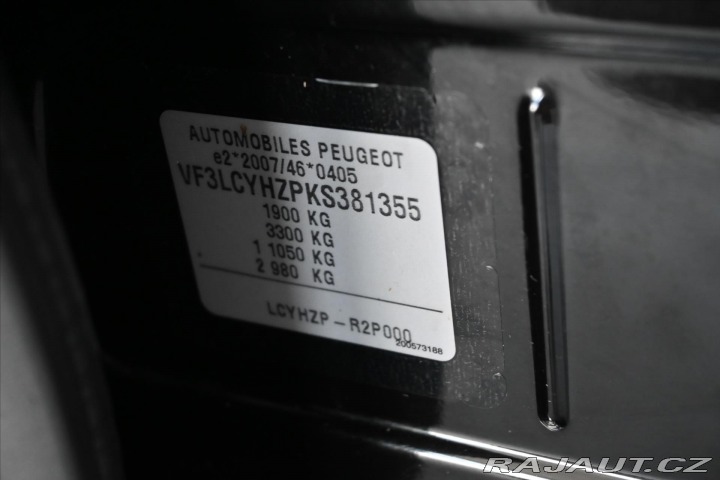 AUTOMOBILES PEUGEOT
e2*2007/46*0405
VF3LCYHZPKS381355
1900 KG
3300 KG
1 1050 KG
2 980 KG
LCYHZP - R2P000
200573188
RAJAUT.CZ